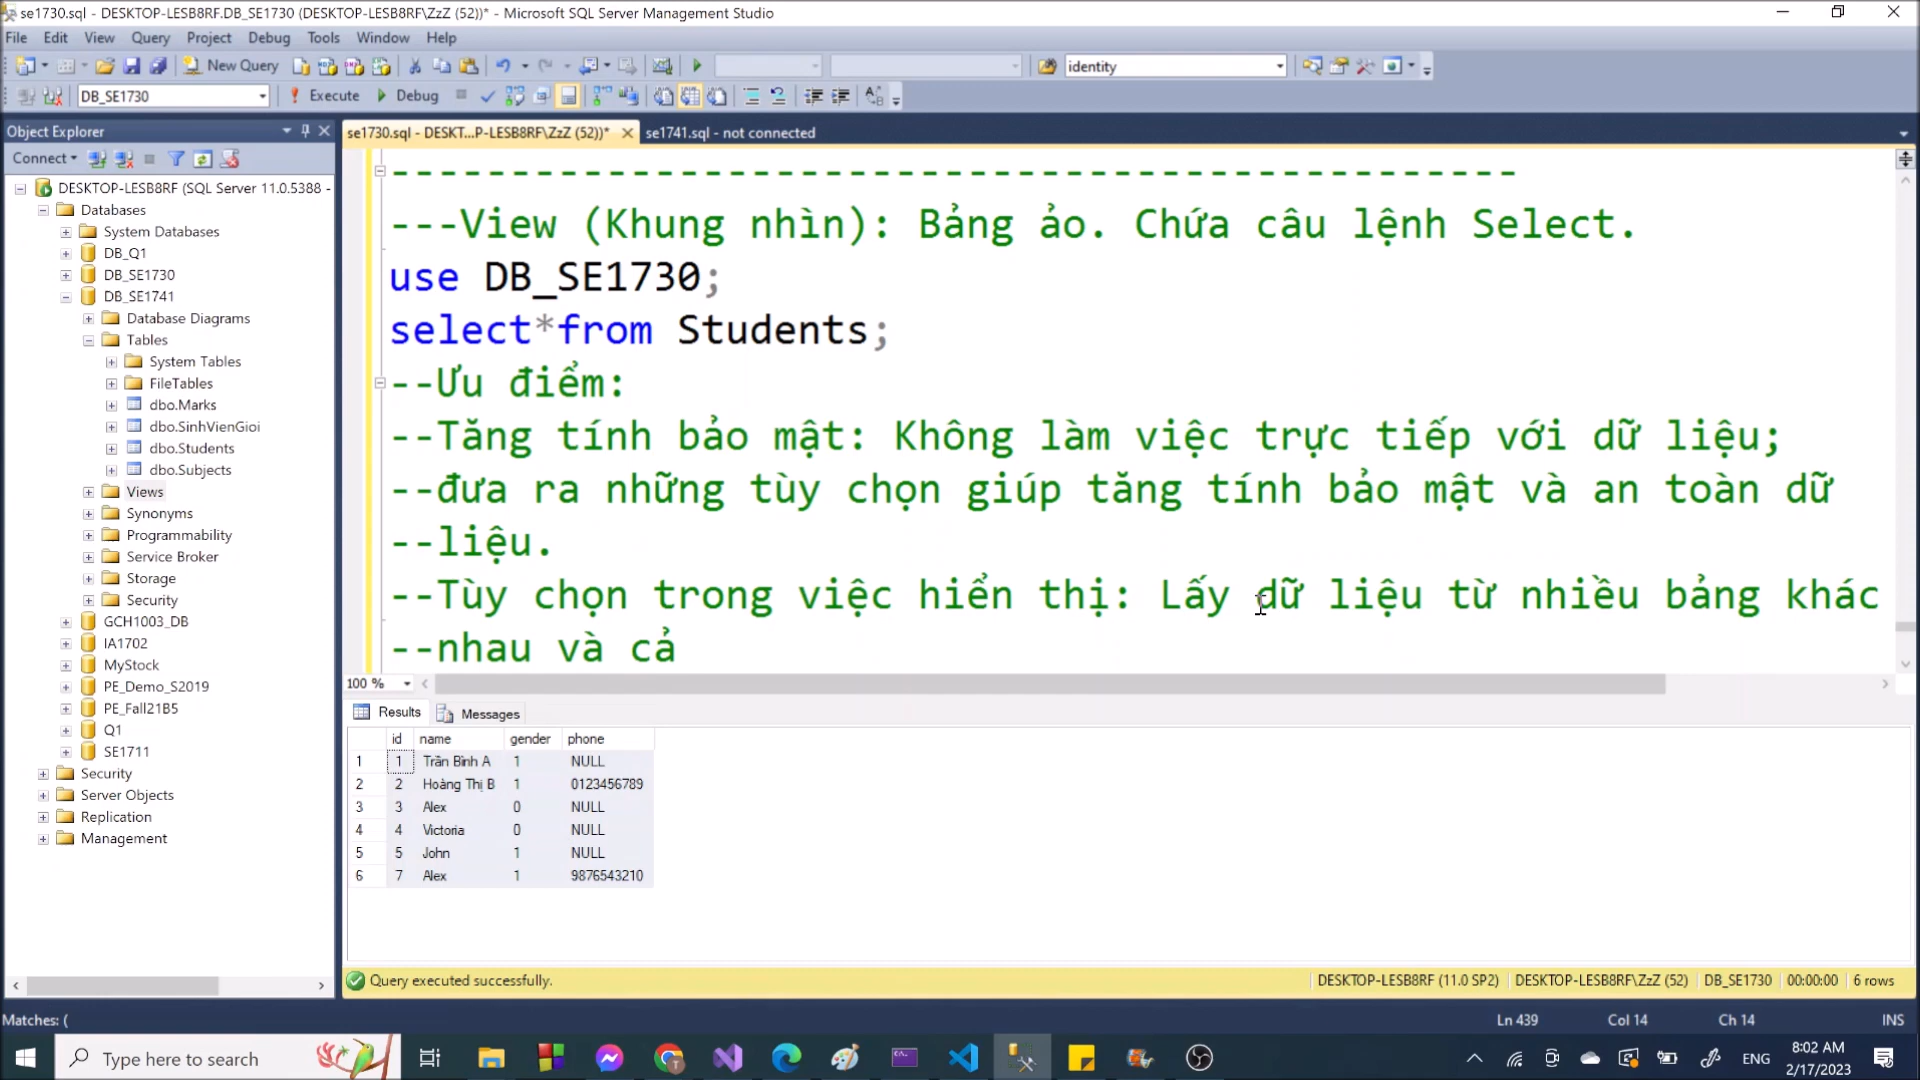 se1730.sql - DESKTOP-LESB8RF.DB_SE1730 (DESKTOP-LESB8RF\ZzZ (52))* - Microsoft SQL Server Management Studio
File Edit View Query Project Debug Tools Window Help
New Query identity
DB_SE1730 Execute Debug
Object Explorer
Connect
DESKTOP-LESB8RF (SQL Server 11.0.5388 -
Databases
System Databases
DB_Q1
DB_SE1730
DB_SE1741
Database Diagrams
Tables
System Tables
FileTables
dbo.Marks
dbo.SinhVienGioi
dbo.Students
dbo.Subjects
Views
Synonyms
Programmability
Service Broker
Storage
Security
GCH1003_DB
IA1702
MyStock
PE_Demo_S2019
PE_Fall21B5
Q1
SE1711
Security
Server Objects
Replication
Management
se1730.sql - DESKT...P-LESB8RF\ZzZ (52))* se1741.sql - not connected
-----------------------------------------------
---View (Khung nhìn): Bảng ảo. Chứa câu lệnh Select.
use DB_SE1730;
select*from Students;
--Ưu điểm:
--Tăng tính bảo mật: Không làm việc trực tiếp với dữ liệu;
--đưa ra những tùy chọn giúp tăng tính bảo mật và an toàn dữ
--liệu.
--Tùy chọn trong việc hiển thị: Lấy dữ liệu từ nhiều bảng khác
--nhau và cả
100 %
Results Messages
id name gender phone
1 1 Trần Bình A 1 NULL
2 2 Hoàng Thị B 1 0123456789
3 3 Alex 0 NULL
4 4 Victoria 0 NULL
5 5 John 1 NULL
6 7 Alex 1 9876543210
Query executed successfully. DESKTOP-LESB8RF (11.0 SP2) DESKTOP-LESB8RF\ZzZ (52) DB_SE1730 00:00:00 6 rows
Matches: ( Ln 439 Col 14 Ch 14 INS
Type here to search ENG 8:02 AM
2/17/2023